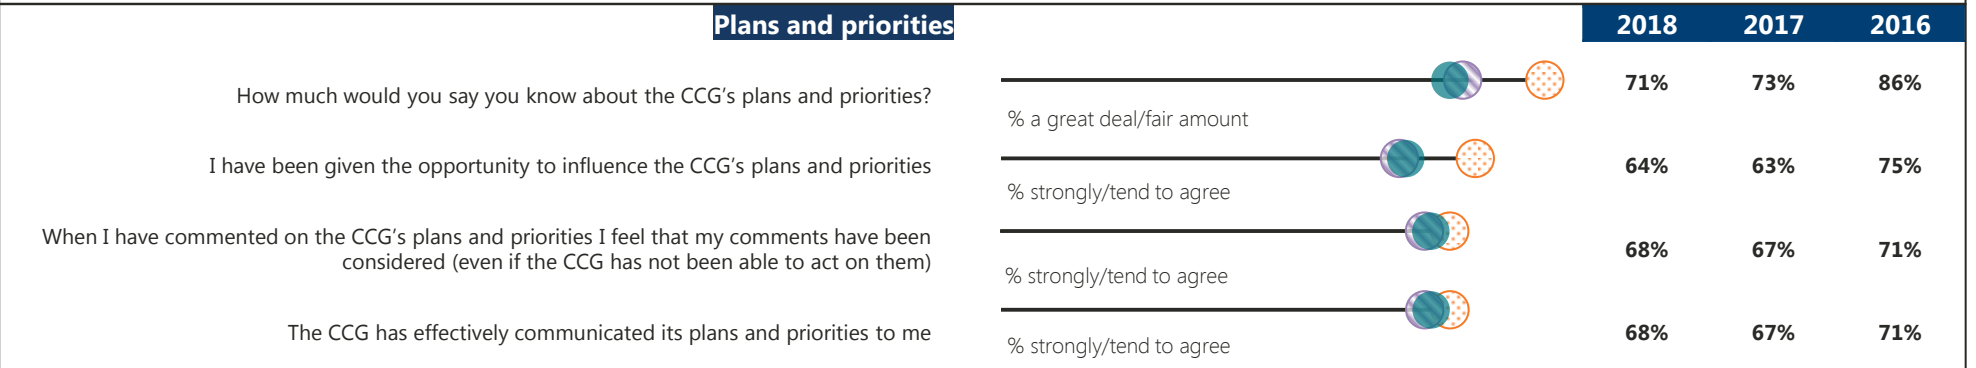 Plans and priorities 2018 2017 2016
How much would you say you know about the CCG’s plans and priorities? 71% 73% 86%
% a great deal/fair amount
I have been given the opportunity to influence the CCG’s plans and priorities 64% 63% 75%
% strongly/tend to agree
When I have commented on the CCG’s plans and priorities I feel that my comments have been
considered (even if the CCG has not been able to act on them) 68% 67% 71%
% strongly/tend to agree
The CCG has effectively communicated its plans and priorities to me 68% 67% 71%
% strongly/tend to agree